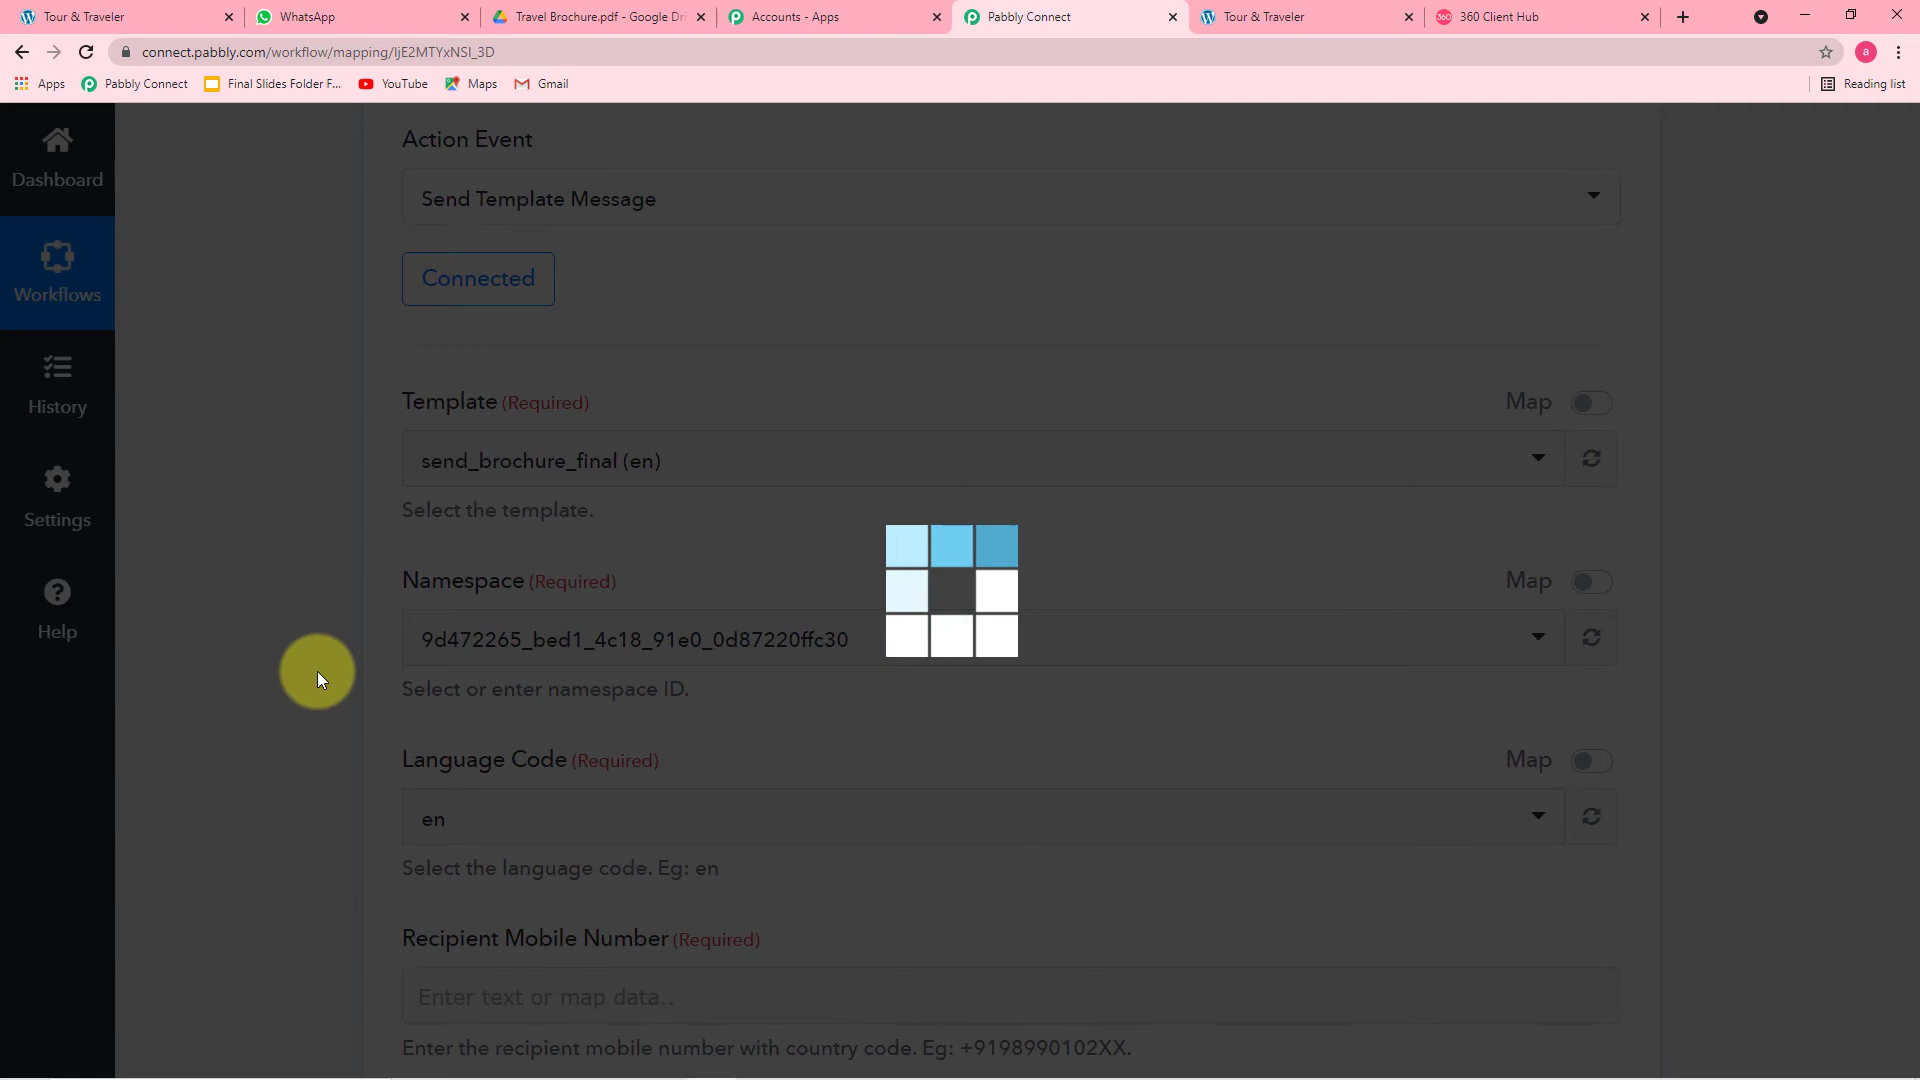 Tour & Traveler
WhatsApp
Travel Brochure.pdf - Google Dri
Accounts - Apps
Pabbly Connect
Tour & Traveler
360
360 Client Hub
connect.pabbly.com/workflow/mapping/IjE2MTYxNSI_3D
a
Apps
Pabbly Connect
Final Slides Folder F...
YouTube
Maps
Gmail
Reading list
Dashboard
Workflows
History
Settings
Help
Action Event
Send Template Message
Connected
Template (Required)
Map
send_brochure_final (en)
Select the template.
Namespace (Required)
Map
9d472265_bed1_4c18_91e0_0d87220ffc30
Select or enter namespace ID.
Language Code (Required)
Map
en
Select the language code. Eg: en
Recipient Mobile Number (Required)
Enter text or map data..
Enter the recipient mobile number with country code. Eg: +9198990102XX.